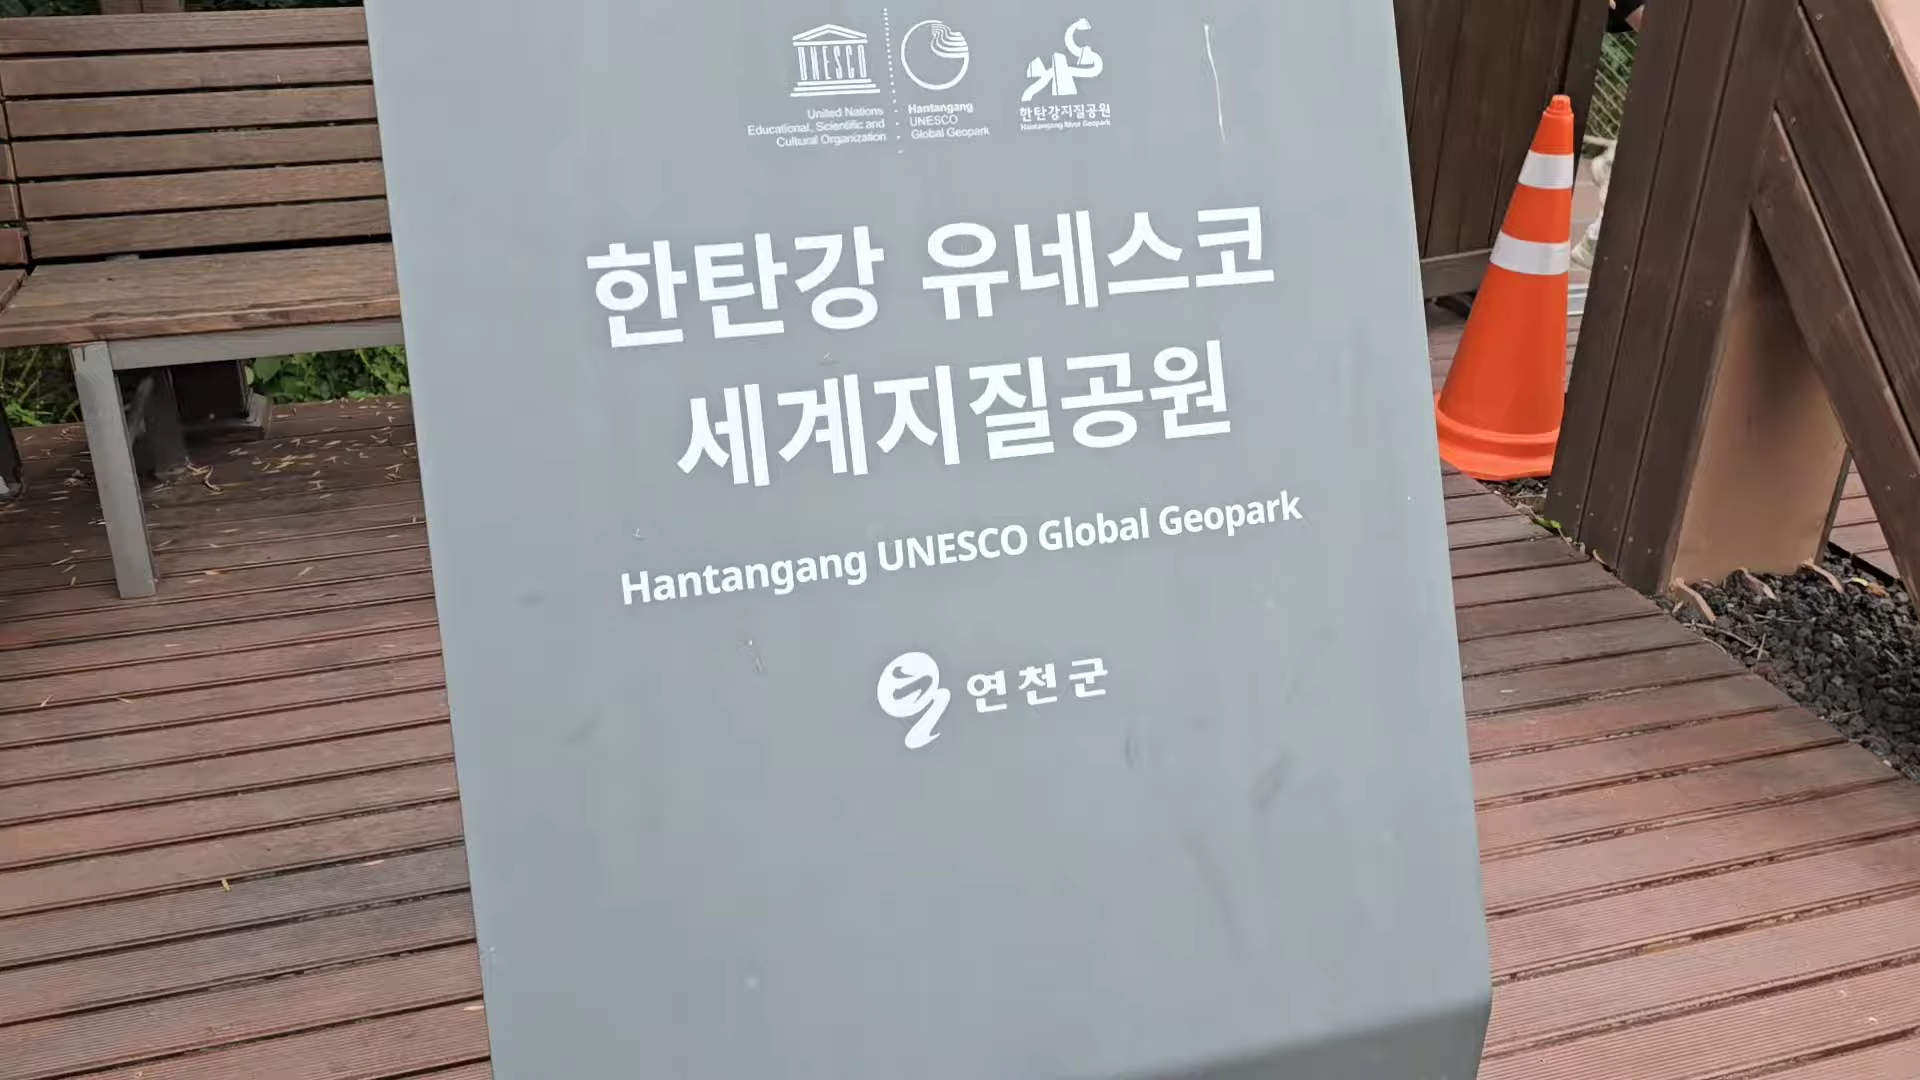 UNESCO
United Nations
Educational, Scientific and
Cultural Organization
Hantangang
UNESCO
Global Geopark
한탄강지질공원
Hantangang River Geopark
한탄강 유네스코
세계지질공원
Hantangang UNESCO Global Geopark
연천군